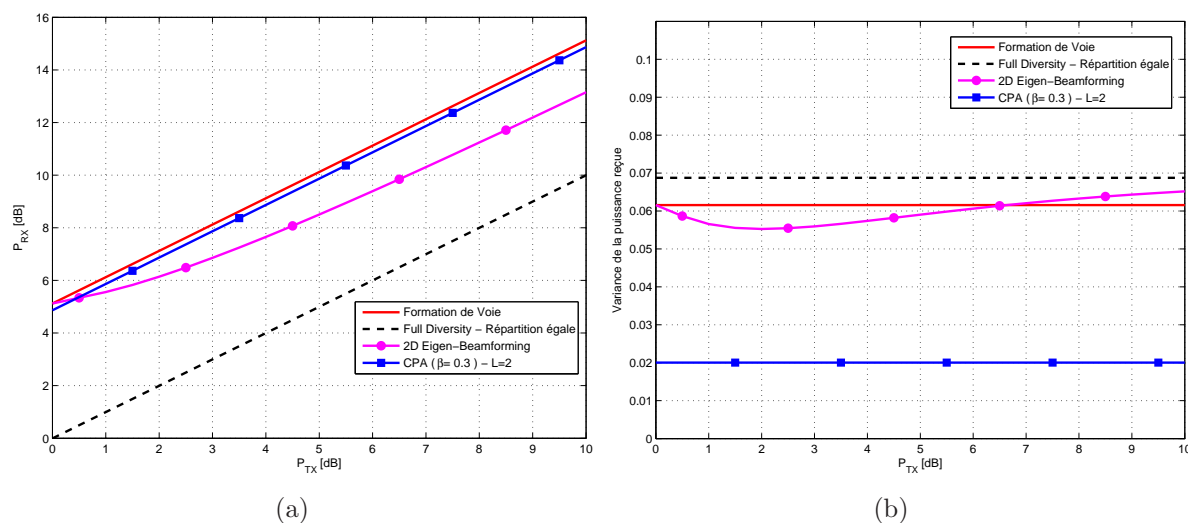 16
14
12
10
8
6
4
2
0
P_RX [dB]
0 1 2 3 4 5 6 7 8 9 10
P_TX [dB]
Formation de Voie
Full Diversity − Répartition égale
2D Eigen−Beamforming
CPA ( β= 0.3 ) − L=2
(a)
0.1
0.09
0.08
0.07
0.06
0.05
0.04
0.03
0.02
0.01
0
Variance de la puissance reçue
0 1 2 3 4 5 6 7 8 9 10
P_TX [dB]
Formation de Voie
Full Diversity − Répartition égale
2D Eigen−Beamforming
CPA ( β= 0.3 ) − L=2
(b)